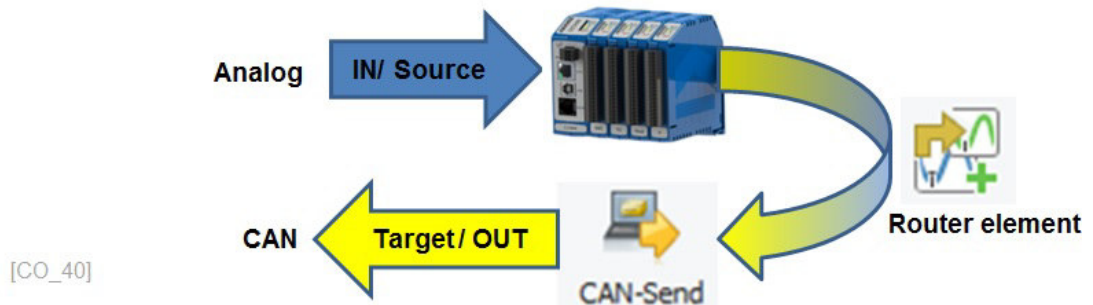 Analog
IN/ Source
Router element
CAN
Target/ OUT
CAN-Send
[CO_40]